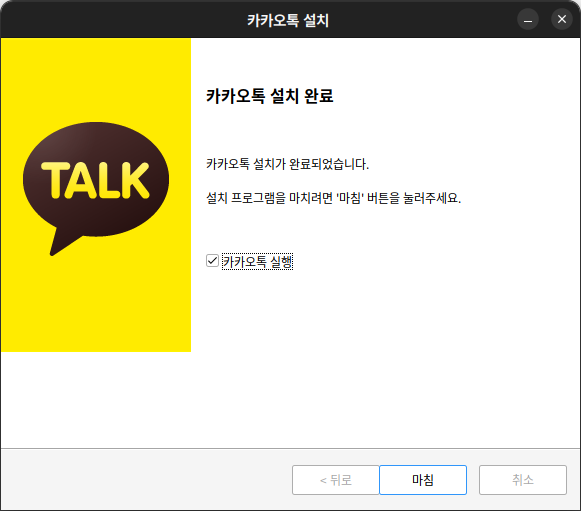 카카오톡 설치
TALK
카카오톡 설치 완료
카카오톡 설치가 완료되었습니다.
설치 프로그램을 마치려면 '마침' 버튼을 눌러주세요.
카카오톡 실행
< 뒤로
마침
취소